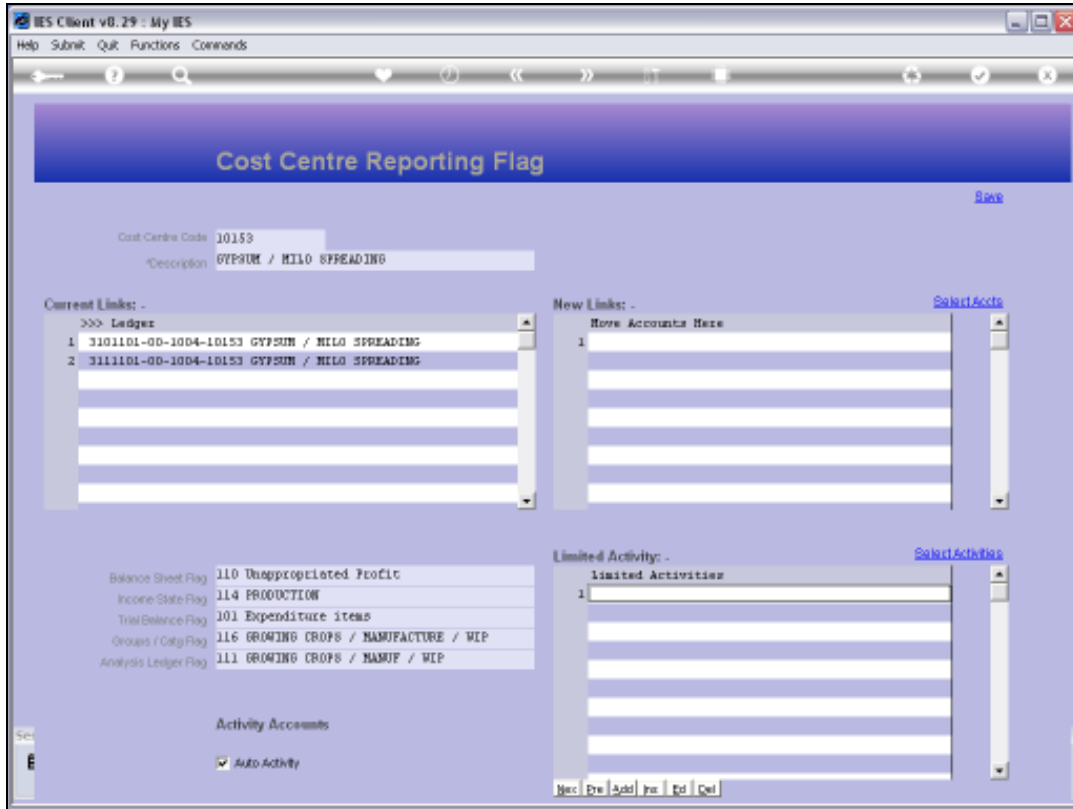 IES Client v8.29 : My IES
Help Submit Quit Functions Commands
Cost Centre Reporting Flag
Save
Cost Centre Code 10153
*Description GYPSUM / MILO SPREADING
Current Links: -
>>> Ledger
1 3101101-00-1004-10153 GYPSUM / MILO SPREADING
2 3111101-00-1004-10153 GYPSUM / MILO SPREADING
New Links: -
Select Accts
Move Accounts Here
1
Balance Sheet Flag 110 Unappropriated Profit
Income State Flag 114 PRODUCTION
Trial Balance Flag 101 Expenditure items
Groups / Catg Flag 116 GROWING CROPS / MANUFACTURE / WIP
Analysis Ledger Flag 111 GROWING CROPS / MANUF / WIP
Limited Activity: -
Select Activities
Limited Activities
1
Activity Accounts
Auto Activity
Nex Pre Add Ins Ed Del